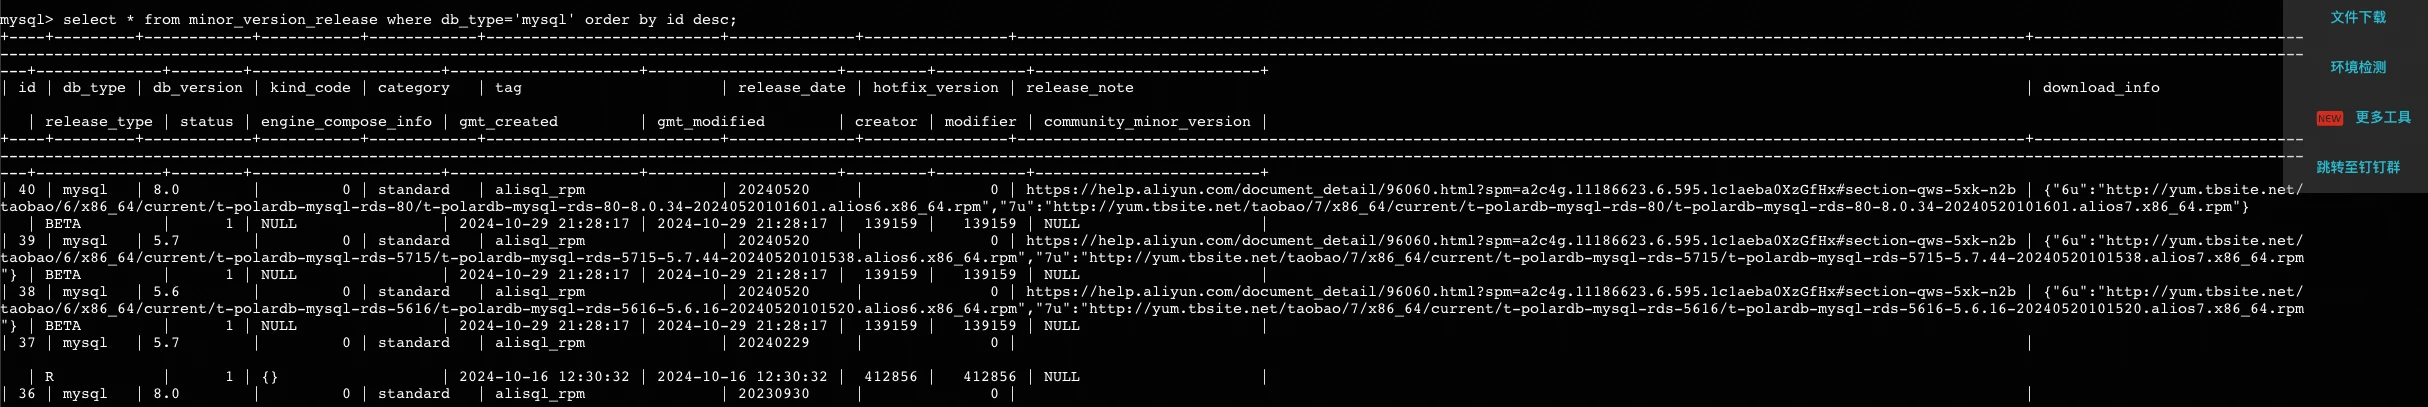 mysql> select * from minor_version_release where db_type='mysql' order by id desc;
| id | db_type | db_version | kind_code | category | tag | release_date | hotfix_version | release_note | download_info
| release_type | status | engine_compose_info | gmt_created | gmt_modified | creator | modifier | community_minor_version |
| 40 | mysql | 8.0 | 0 | standard | alisql_rpm | 20240520 | 0 | https://help.aliyun.com/document_detail/96060.html?spm=a2c4g.11186623.6.595.1c1aeba0XzGfHx#section-qws-5xk-n2b | {"6u":"http://yum.tbsite.net/
taobao/6/x86_64/current/t-polardb-mysql-rds-80/t-polardb-mysql-rds-80-8.0.34-20240520101601.alios6.x86_64.rpm","7u":"http://yum.tbsite.net/taobao/7/x86_64/current/t-polardb-mysql-rds-80/t-polardb-mysql-rds-80-8.0.34-20240520101601.alios7.x86_64.rpm"}
| BETA | 1 | NULL | 2024-10-29 21:28:17 | 2024-10-29 21:28:17 | 139159 | 139159 | NULL |
| 39 | mysql | 5.7 | 0 | standard | alisql_rpm | 20240520 | 0 | https://help.aliyun.com/document_detail/96060.html?spm=a2c4g.11186623.6.595.1c1aeba0XzGfHx#section-qws-5xk-n2b | {"6u":"http://yum.tbsite.net/
taobao/6/x86_64/current/t-polardb-mysql-rds-5715/t-polardb-mysql-rds-5715-5.7.44-20240520101538.alios6.x86_64.rpm","7u":"http://yum.tbsite.net/taobao/7/x86_64/current/t-polardb-mysql-rds-5715/t-polardb-mysql-rds-5715-5.7.44-20240520101538.alios7.x86_64.rpm
"} | BETA | 1 | NULL | 2024-10-29 21:28:17 | 2024-10-29 21:28:17 | 139159 | 139159 | NULL |
| 38 | mysql | 5.6 | 0 | standard | alisql_rpm | 20240520 | 0 | https://help.aliyun.com/document_detail/96060.html?spm=a2c4g.11186623.6.595.1c1aeba0XzGfHx#section-qws-5xk-n2b | {"6u":"http://yum.tbsite.net/
taobao/6/x86_64/current/t-polardb-mysql-rds-5616/t-polardb-mysql-rds-5616-5.6.16-20240520101520.alios6.x86_64.rpm","7u":"http://yum.tbsite.net/taobao/7/x86_64/current/t-polardb-mysql-rds-5616/t-polardb-mysql-rds-5616-5.6.16-20240520101520.alios7.x86_64.rpm
"} | BETA | 1 | NULL | 2024-10-29 21:28:17 | 2024-10-29 21:28:17 | 139159 | 139159 | NULL |
| 37 | mysql | 5.7 | 0 | standard | alisql_rpm | 20240229 | 0 | |
| R | 1 | {} | 2024-10-16 12:30:32 | 2024-10-16 12:30:32 | 412856 | 412856 | NULL |
| 36 | mysql | 8.0 | 0 | standard | alisql_rpm | 20230930 | 0 | |
文件下载
环境检测
NEW 更多工具
跳转至钉钉群